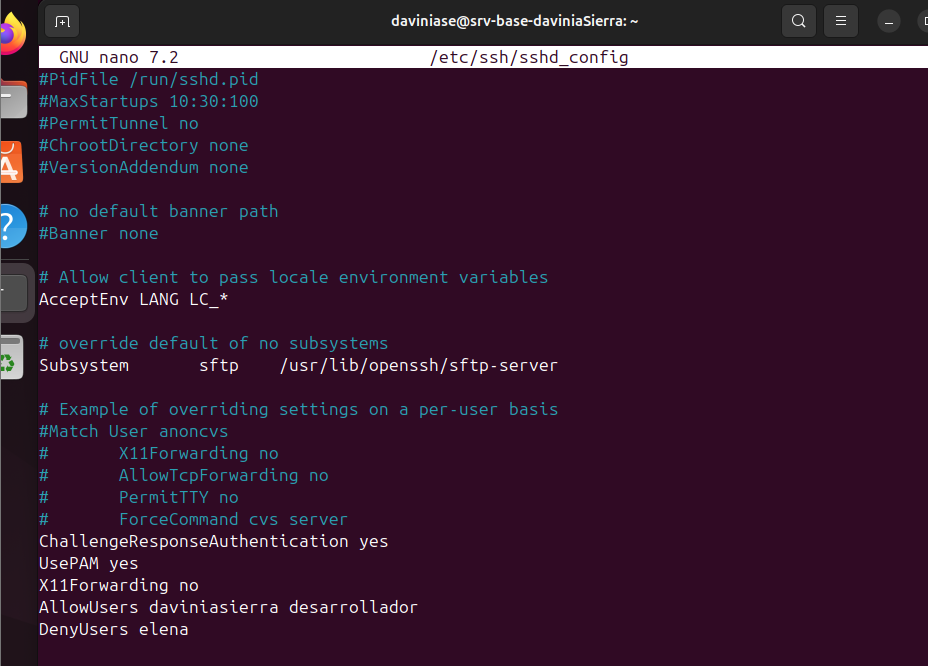 daviniase@srv-base-daviniaSierra: ~
GNU nano 7.2 /etc/ssh/sshd_config
#PidFile /run/sshd.pid
#MaxStartups 10:30:100
#PermitTunnel no
#ChrootDirectory none
#VersionAddendum none
# no default banner path
#Banner none
# Allow client to pass locale environment variables
AcceptEnv LANG LC_*
# override default of no subsystems
Subsystem sftp /usr/lib/openssh/sftp-server
# Example of overriding settings on a per-user basis
#Match User anoncvs
# X11Forwarding no
# AllowTcpForwarding no
# PermitTTY no
# ForceCommand cvs server
ChallengeResponseAuthentication yes
UsePAM yes
X11Forwarding no
AllowUsers daviniasierra desarrollador
DenyUsers elena